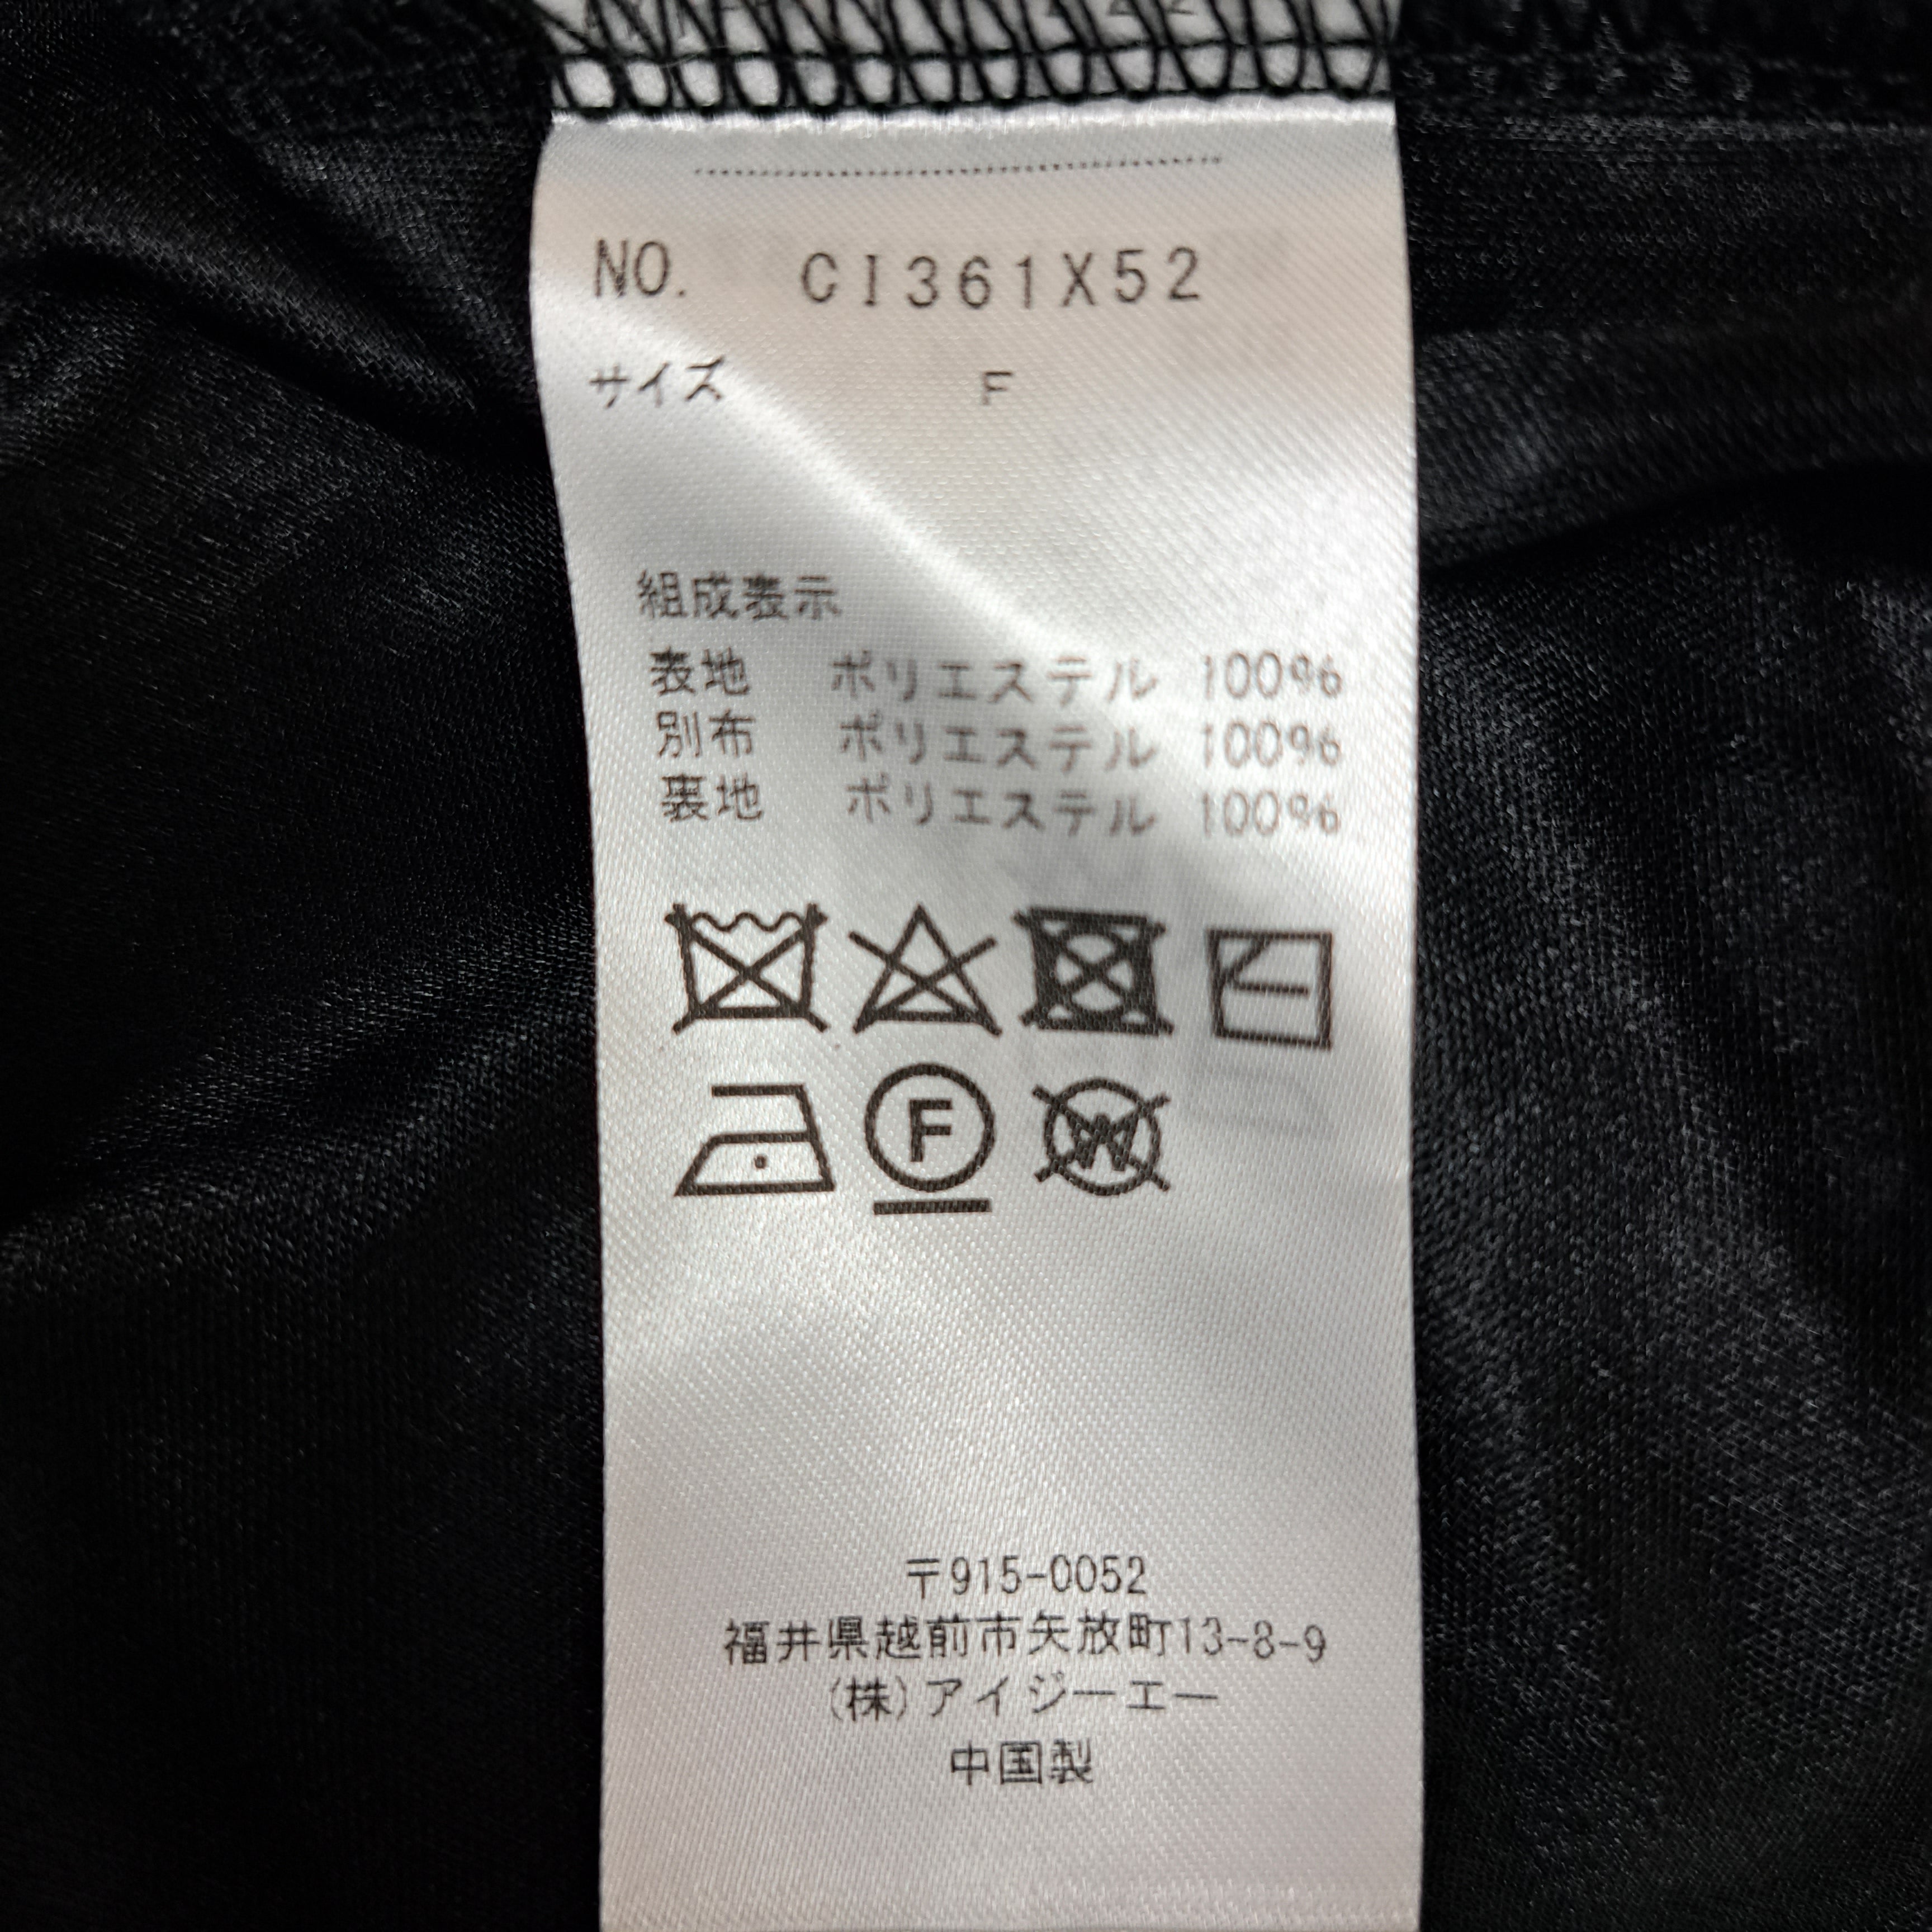 NO. CI361X52
サイズ F
組成表示
表地 ポリエステル 100%
別布 ポリエステル 100%
裏地 ポリエステル 100%
F
W
〒915-0052
福井県越前市矢放町13-8-9
(株)アイジーエー
中国製